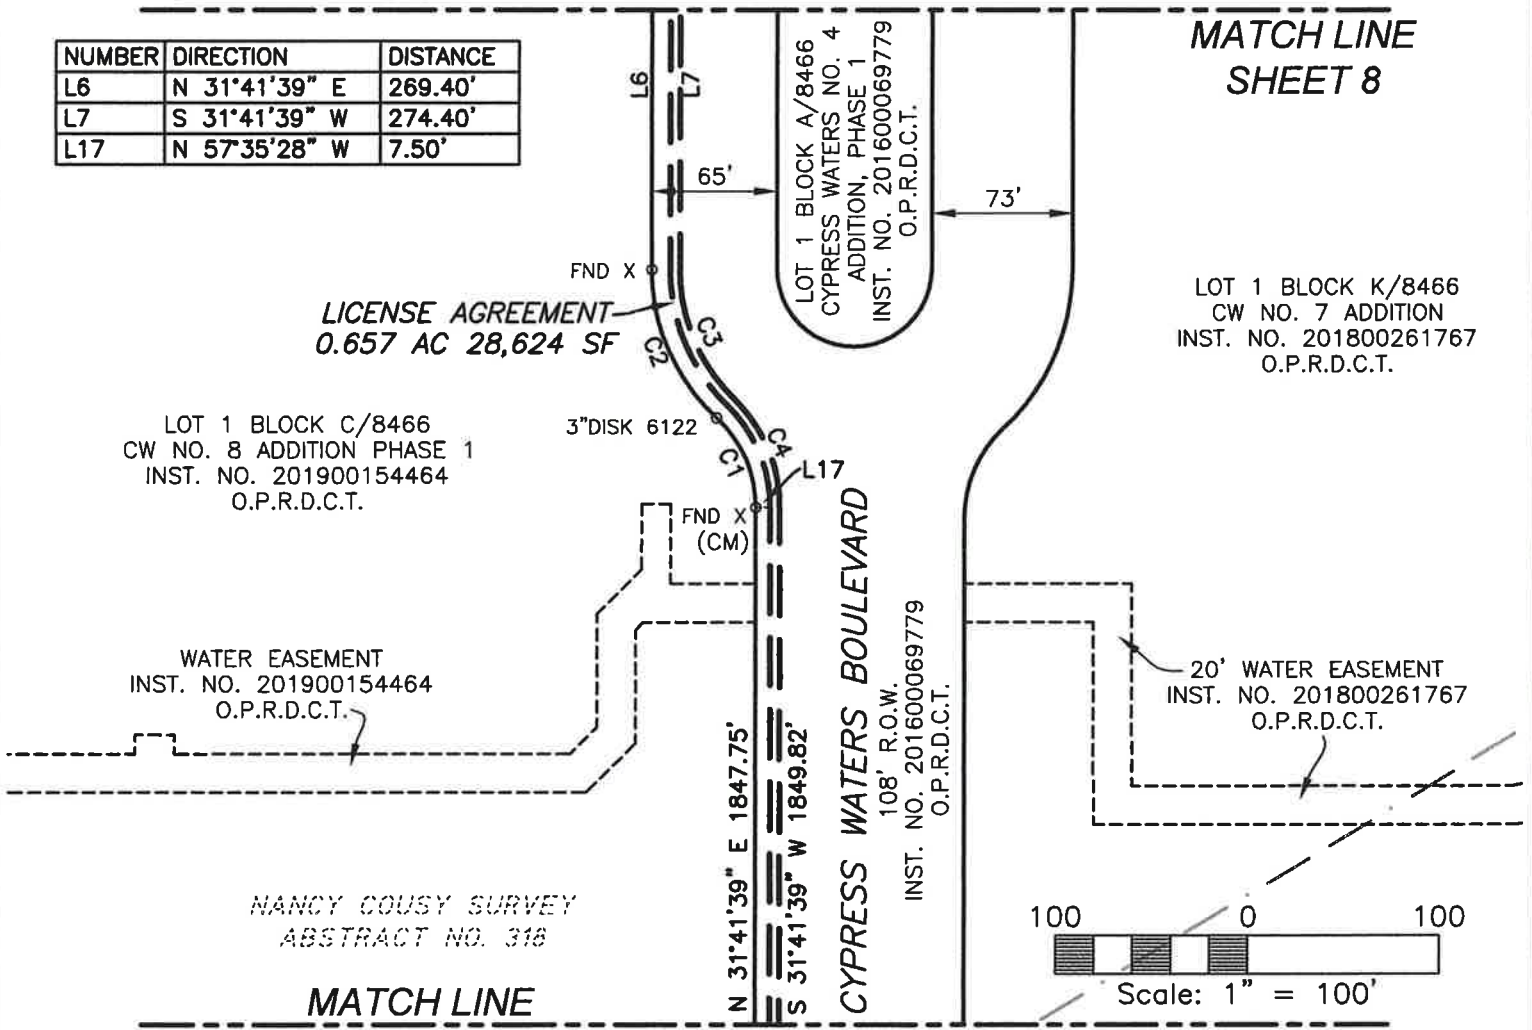 MATCH LINE
SHEET 8
NUMBER DIRECTION DISTANCE
L6 N 31°41'39" E 269.40'
L7 S 31°41'39" W 274.40'
L17 N 57°35'28" W 7.50'
L6
L7
65'
LOT 1 BLOCK A/8466
CYPRESS WATERS NO. 4
ADDITION, PHASE 1
INST. NO. 201600069779
O.P.R.D.C.T.
73'
FND X
LICENSE AGREEMENT
0.657 AC 28,624 SF
C2
C3
LOT 1 BLOCK K/8466
CW NO. 7 ADDITION
INST. NO. 201800261767
O.P.R.D.C.T.
LOT 1 BLOCK C/8466
CW NO. 8 ADDITION PHASE 1
INST. NO. 201900154464
O.P.R.D.C.T.
3"DISK 6122
C1
C4
L17
FND X
(CM)
WATER EASEMENT
INST. NO. 201900154464
O.P.R.D.C.T.
N 31°41'39" E 1847.75'
S 31°41'39" W 1849.82'
CYPRESS WATERS BOULEVARD
108' R.O.W.
INST. NO. 201600069779
O.P.R.D.C.T.
20' WATER EASEMENT
INST. NO. 201800261767
O.P.R.D.C.T.
NANCY COUSY SURVEY
ABSTRACT NO. 318
MATCH LINE
100 0 100
Scale: 1" = 100'